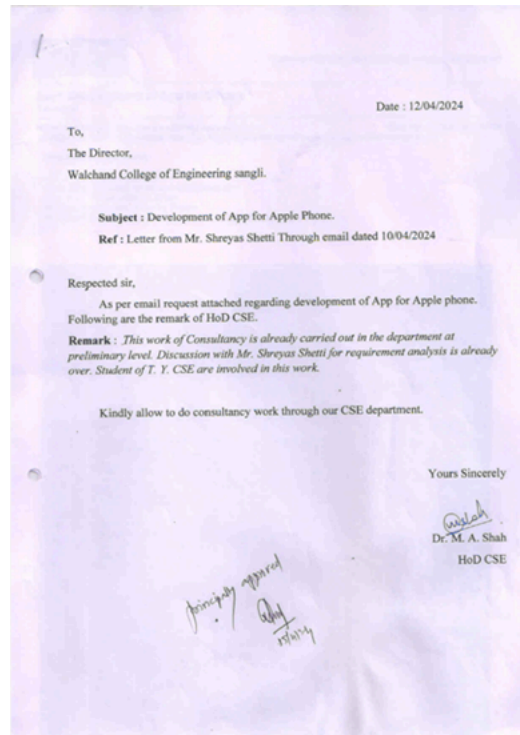 Date : 12/04/2024
To,
The Director,
Walchand College of Engineering sangli.
Subject : Development of App for Apple Phone.
Ref : Letter from Mr. Shreyas Shetti Through email dated 10/04/2024
Respected sir,
As per email request attached regarding development of App for Apple phone.
Following are the remark of HoD CSE.
Remark : This work of Consultancy is already carried out in the department at
preliminary level. Discussion with Mr. Shreyas Shetti for requirement analysis is already
over. Student of T. Y. CSE are involved in this work.
Kindly allow to do consultancy work through our CSE department.
Yours Sincerely
Dr. M. A. Shah
HoD CSE
principally approved